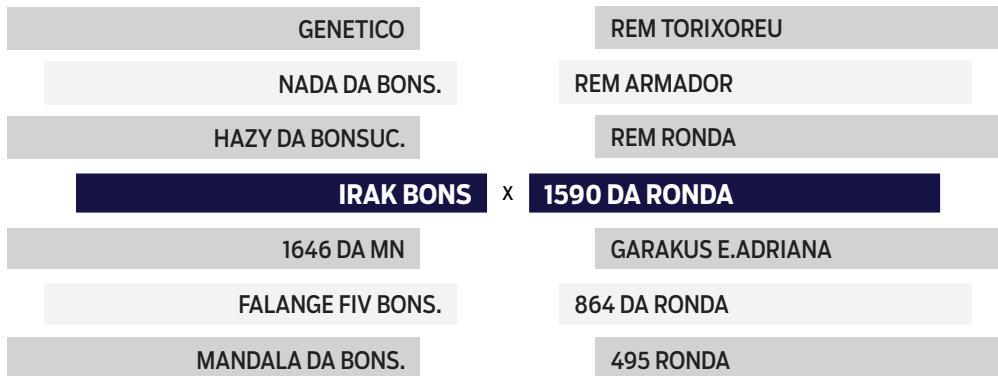 GENETICO REM TORIXOREU
NADA DA BONS. REM ARMADOR
HAZY DA BONSUC. REM RONDA
IRAK BONS X 1590 DA RONDA
1646 DA MN GARAKUS E.ADRIANA
FALANGE FIV BONS. 864 DA RONDA
MANDALA DA BONS. 495 RONDA